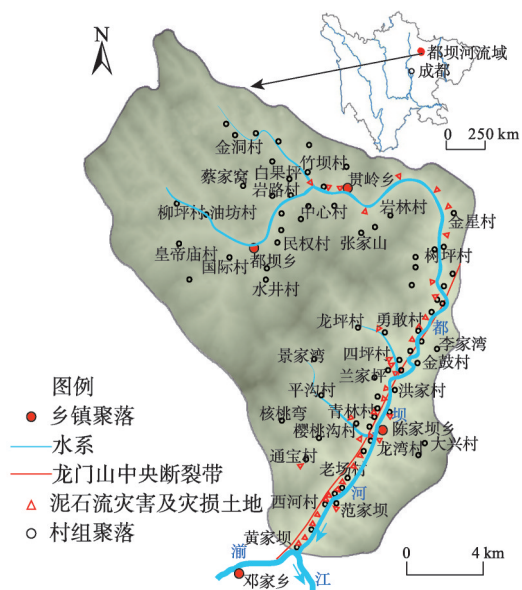 N
都坝河流域
成都
0 250 km
金洞村
白果坪
竹坝村
蔡家窝
岩路村
贯岭乡
柳坪村
油坊村
中心村
岩林村
金星村
皇帝庙村
民权村
张家山
国际村
都坝乡
树坪村
水井村
都
龙坪村
勇敢村
李家湾
景家湾
四坪村
金鼓村
兰家坪
平沟村
洪家村
坝
核桃弯
青林村
陈家坝乡
樱桃沟村
龙湾村
大兴村
通宝村
老场村
河
西河村
范家坝
黄家坝
湔
江
邓家乡
图例
乡镇聚落
水系
龙门山中央断裂带
泥石流灾害及灾损土地
村组聚落
0 4 km